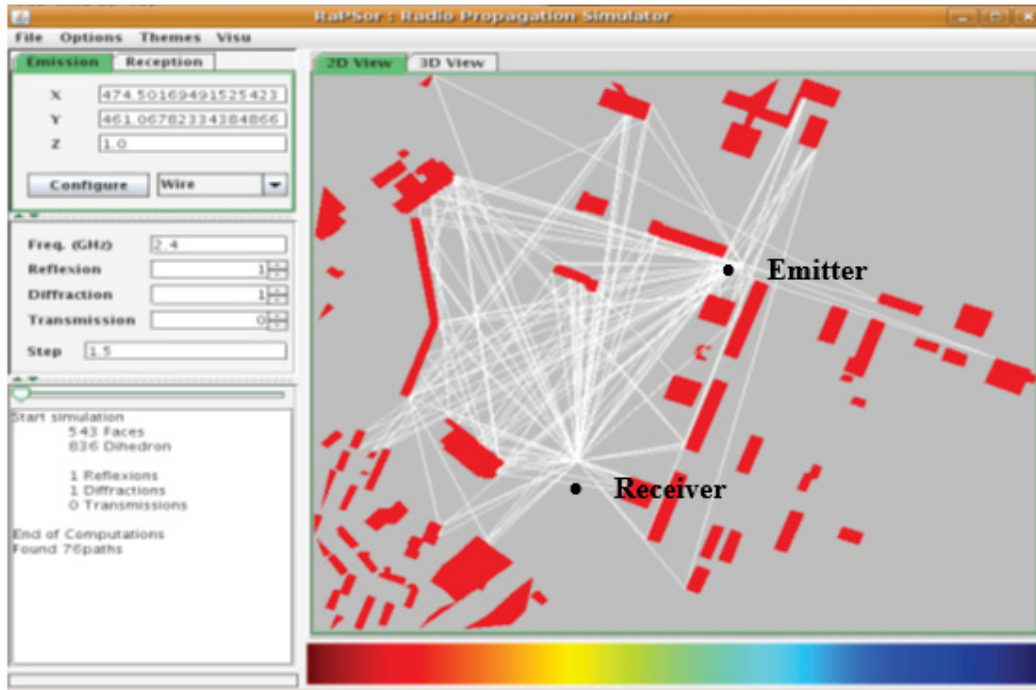 RaPSor : Radio Propagation Simulator
File Options Themes Visu
Emission Reception
X 474.50169491525423
Y 461.06782334384866
Z 1.0
Configure Wire
Freq. (GHz) 2.4
Reflexion 1
Diffraction 1
Transmission 0
Step 1.5
Start simulation
543 Faces
836 Dihedron
1 Reflexions
1 Diffractions
0 Transmissions
End of Computations
Found 76paths
2D View 3D View
Emitter
Receiver